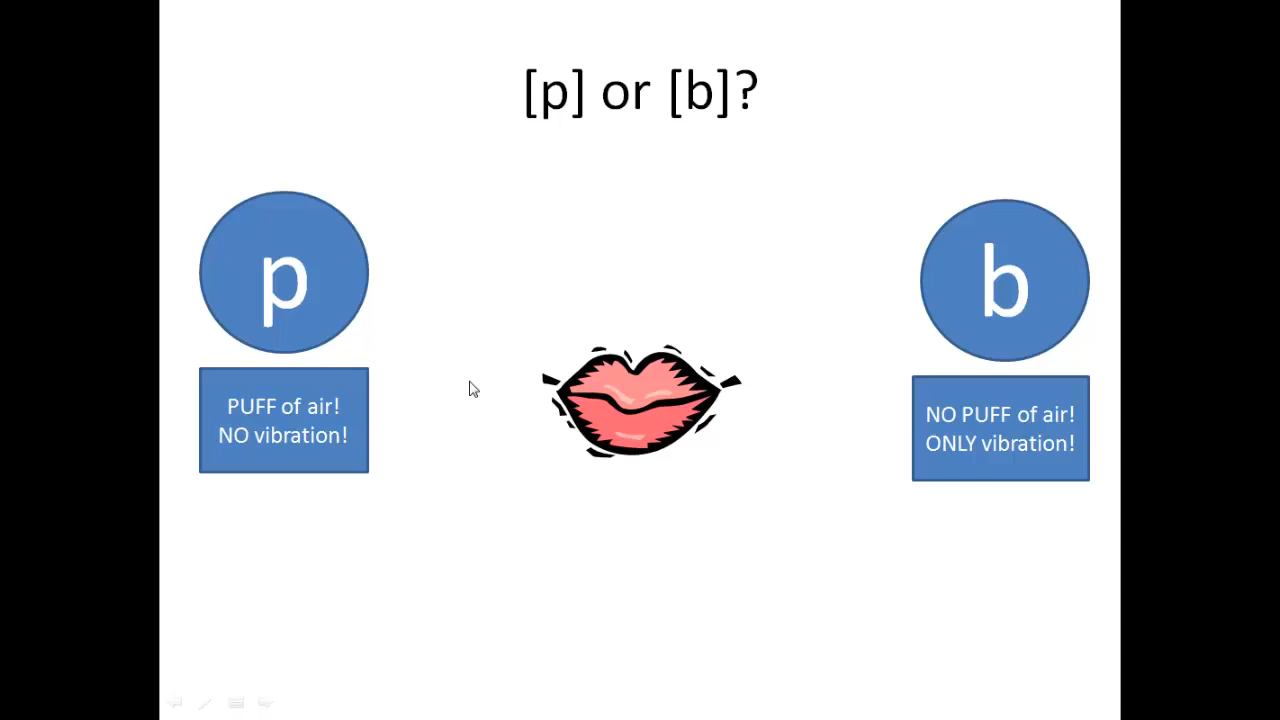 [p] or [b]?
p
PUFF of air!
NO vibration!
b
NO PUFF of air!
ONLY vibration!